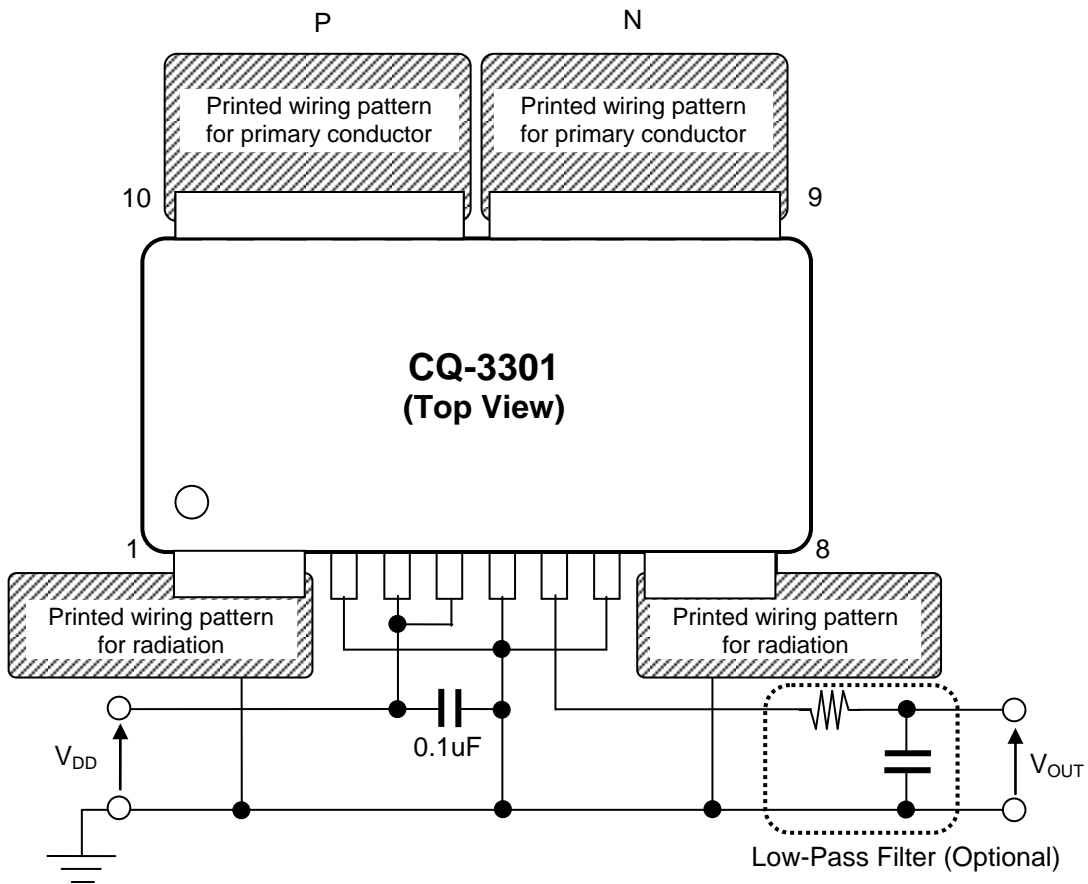 P
N
Printed wiring pattern
for primary conductor
Printed wiring pattern
for primary conductor
10
9
CQ-3301
(Top View)
1
8
Printed wiring pattern
for radiation
Printed wiring pattern
for radiation
0.1uF
VDD
VOUT
Low-Pass Filter (Optional)